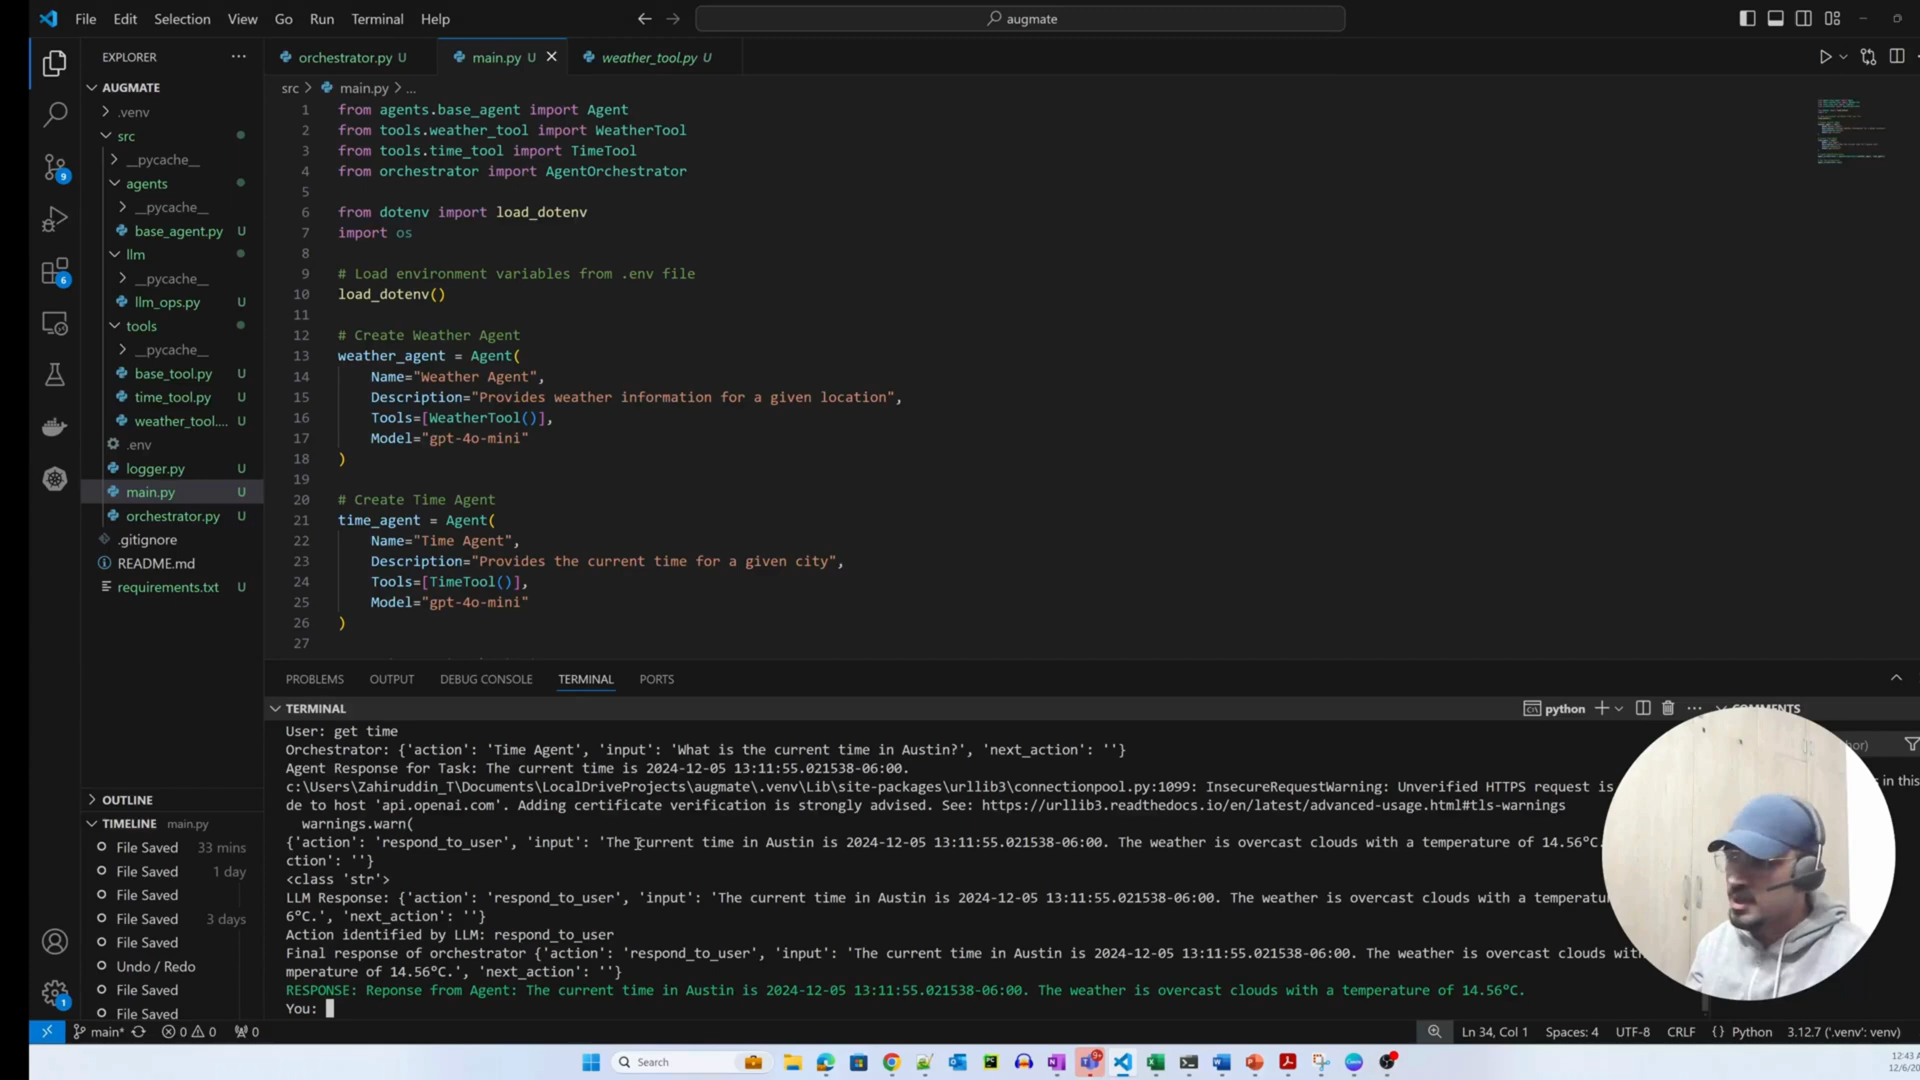 File Edit Selection View Go Run Terminal Help
augmate
EXPLORER
AUGMATE
.venv
src
__pycache__
agents
__pycache__
base_agent.py U
llm
__pycache__
llm_ops.py U
tools
__pycache__
base_tool.py U
time_tool.py U
weather_tool.... U
.env
logger.py U
main.py U
orchestrator.py U
.gitignore
README.md
requirements.txt U
OUTLINE
TIMELINE main.py
File Saved 33 mins
File Saved 1 day
File Saved
File Saved 3 days
File Saved
Undo / Redo
File Saved
File Saved
9
6
1
orchestrator.py U
main.py U
weather_tool.py U
src > main.py > ...
1 from agents.base_agent import Agent
2 from tools.weather_tool import WeatherTool
3 from tools.time_tool import TimeTool
4 from orchestrator import AgentOrchestrator
5
6 from dotenv import load_dotenv
7 import os
8
9 # Load environment variables from .env file
10 load_dotenv()
11
12 # Create Weather Agent
13 weather_agent = Agent(
14 Name="Weather Agent",
15 Description="Provides weather information for a given location",
16 Tools=[WeatherTool()],
17 Model="gpt-4o-mini"
18 )
19
20 # Create Time Agent
21 time_agent = Agent(
22 Name="Time Agent",
23 Description="Provides the current time for a given city",
24 Tools=[TimeTool()],
25 Model="gpt-4o-mini"
26 )
27
PROBLEMS OUTPUT DEBUG CONSOLE TERMINAL PORTS
TERMINAL
python
COMMENTS
User: get time
Orchestrator: {'action': 'Time Agent', 'input': 'What is the current time in Austin?', 'next_action': ''}
Agent Response for Task: The current time is 2024-12-05 13:11:55.021538-06:00.
c:\Users\Zahiruddin_T\Documents\LocalDriveProjects\augmate\.venv\Lib\site-packages\urllib3\connectionpool.py:1099: InsecureRequestWarning: Unverified HTTPS request is
de to host 'api.openai.com'. Adding certificate verification is strongly advised. See: https://urllib3.readthedocs.io/en/latest/advanced-usage.html#tls-warnings
warnings.warn(
{'action': 'respond_to_user', 'input': 'The current time in Austin is 2024-12-05 13:11:55.021538-06:00. The weather is overcast clouds with a temperature of 14.56°C.
ction': ''}
<class 'str'>
LLM Response: {'action': 'respond_to_user', 'input': 'The current time in Austin is 2024-12-05 13:11:55.021538-06:00. The weather is overcast clouds with a temperatu
6°C.', 'next_action': ''}
Action identified by LLM: respond_to_user
Final response of orchestrator {'action': 'respond_to_user', 'input': 'The current time in Austin is 2024-12-05 13:11:55.021538-06:00. The weather is overcast clouds wit
mperature of 14.56°C.', 'next_action': ''}
RESPONSE: Reponse from Agent: The current time in Austin is 2024-12-05 13:11:55.021538-06:00. The weather is overcast clouds with a temperature of 14.56°C.
You:
hor)
s in this
main* 0 0 0
Ln 34, Col 1 Spaces: 4 UTF-8 CRLF {} Python 3.12.7 ('.venv': venv)
Search
9+
12:43 A
12/6/20